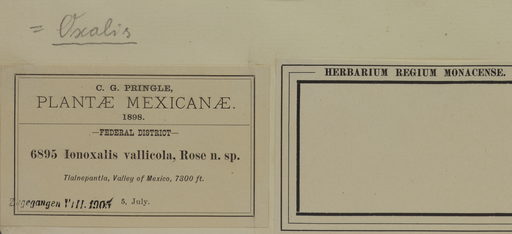 = Oxalis
HERBARIUM REGIUM MONACENSE.
C. G. PRINGLE,
PLANTÆ MEXICANÆ.
1898.
—FEDERAL DISTRICT—
6895 Ionoxalis vallicola, Rose n. sp.
Tlalnepantla, Valley of Mexico, 7300 ft.
5, July.
Zugegangen VIII.